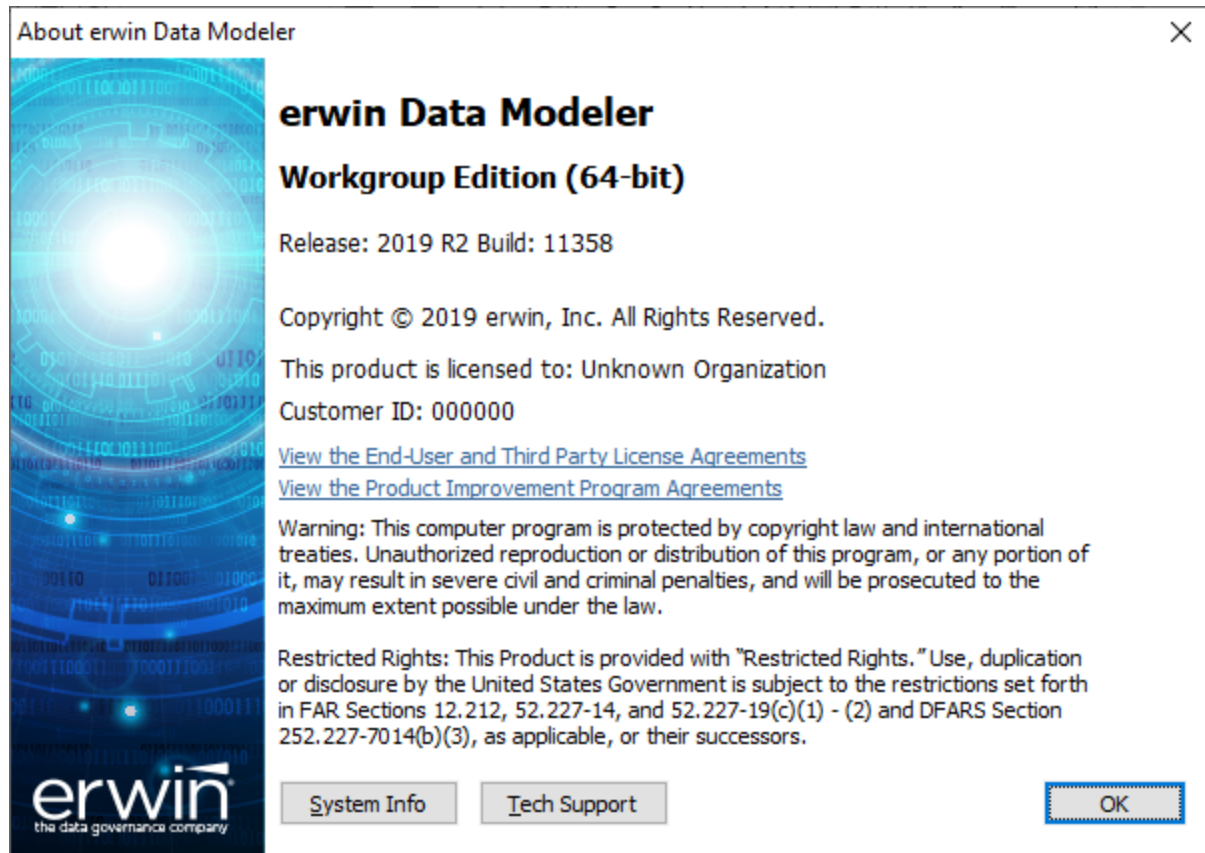 About erwin Data Modeler
erwin Data Modeler
Workgroup Edition (64-bit)
Release: 2019 R2 Build: 11358
Copyright © 2019 erwin, Inc. All Rights Reserved.
This product is licensed to: Unknown Organization
Customer ID: 000000
View the End-User and Third Party License Agreements
View the Product Improvement Program Agreements
Warning: This computer program is protected by copyright law and international
treaties. Unauthorized reproduction or distribution of this program, or any portion of
it, may result in severe civil and criminal penalties, and will be prosecuted to the
maximum extent possible under the law.
Restricted Rights: This Product is provided with “Restricted Rights.” Use, duplication
or disclosure by the United States Government is subject to the restrictions set forth
in FAR Sections 12.212, 52.227-14, and 52.227-19(c)(1) - (2) and DFARS Section
252.227-7014(b)(3), as applicable, or their successors.
erwin
the data governance company
System Info
Tech Support
OK